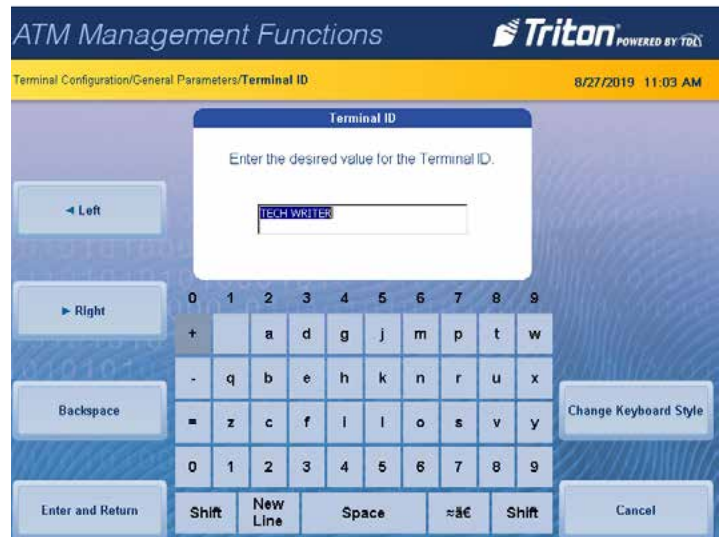 ATM Management Functions
Triton POWERED BY TDL
Terminal Configuration/General Parameters/Terminal ID
8/27/2019 11:03 AM
Terminal ID
Enter the desired value for the Terminal ID.
TECH WRITER
◄ Left
► Right
Backspace
Enter and Return
0 1 2 3 4 5 6 7 8 9
+ a d g j m p t w
- q b e h k n r u x
= z c f i l o s v y
0 1 2 3 4 5 6 7 8 9
Shift New Line Space ≈ã€ Shift
Change Keyboard Style
Cancel